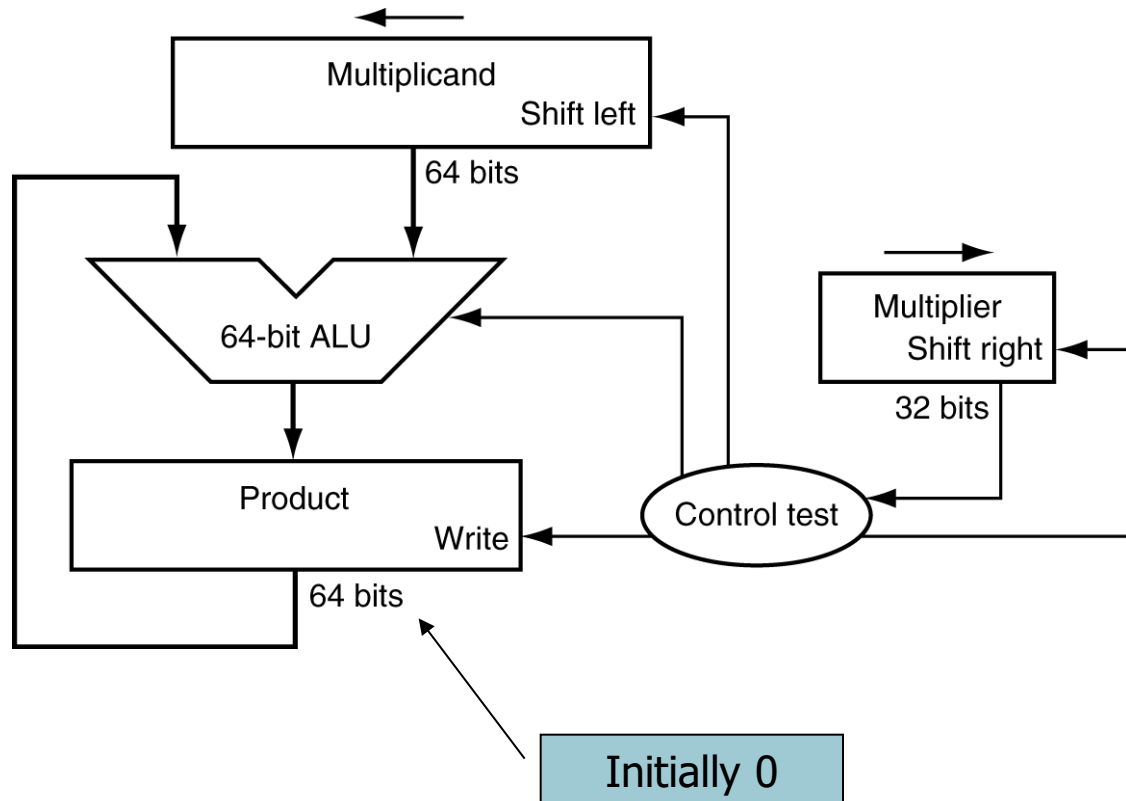 Multiplicand
Shift left
64 bits
64-bit ALU
Multiplier
Shift right
32 bits
Product
Write
Control test
64 bits
Initially 0